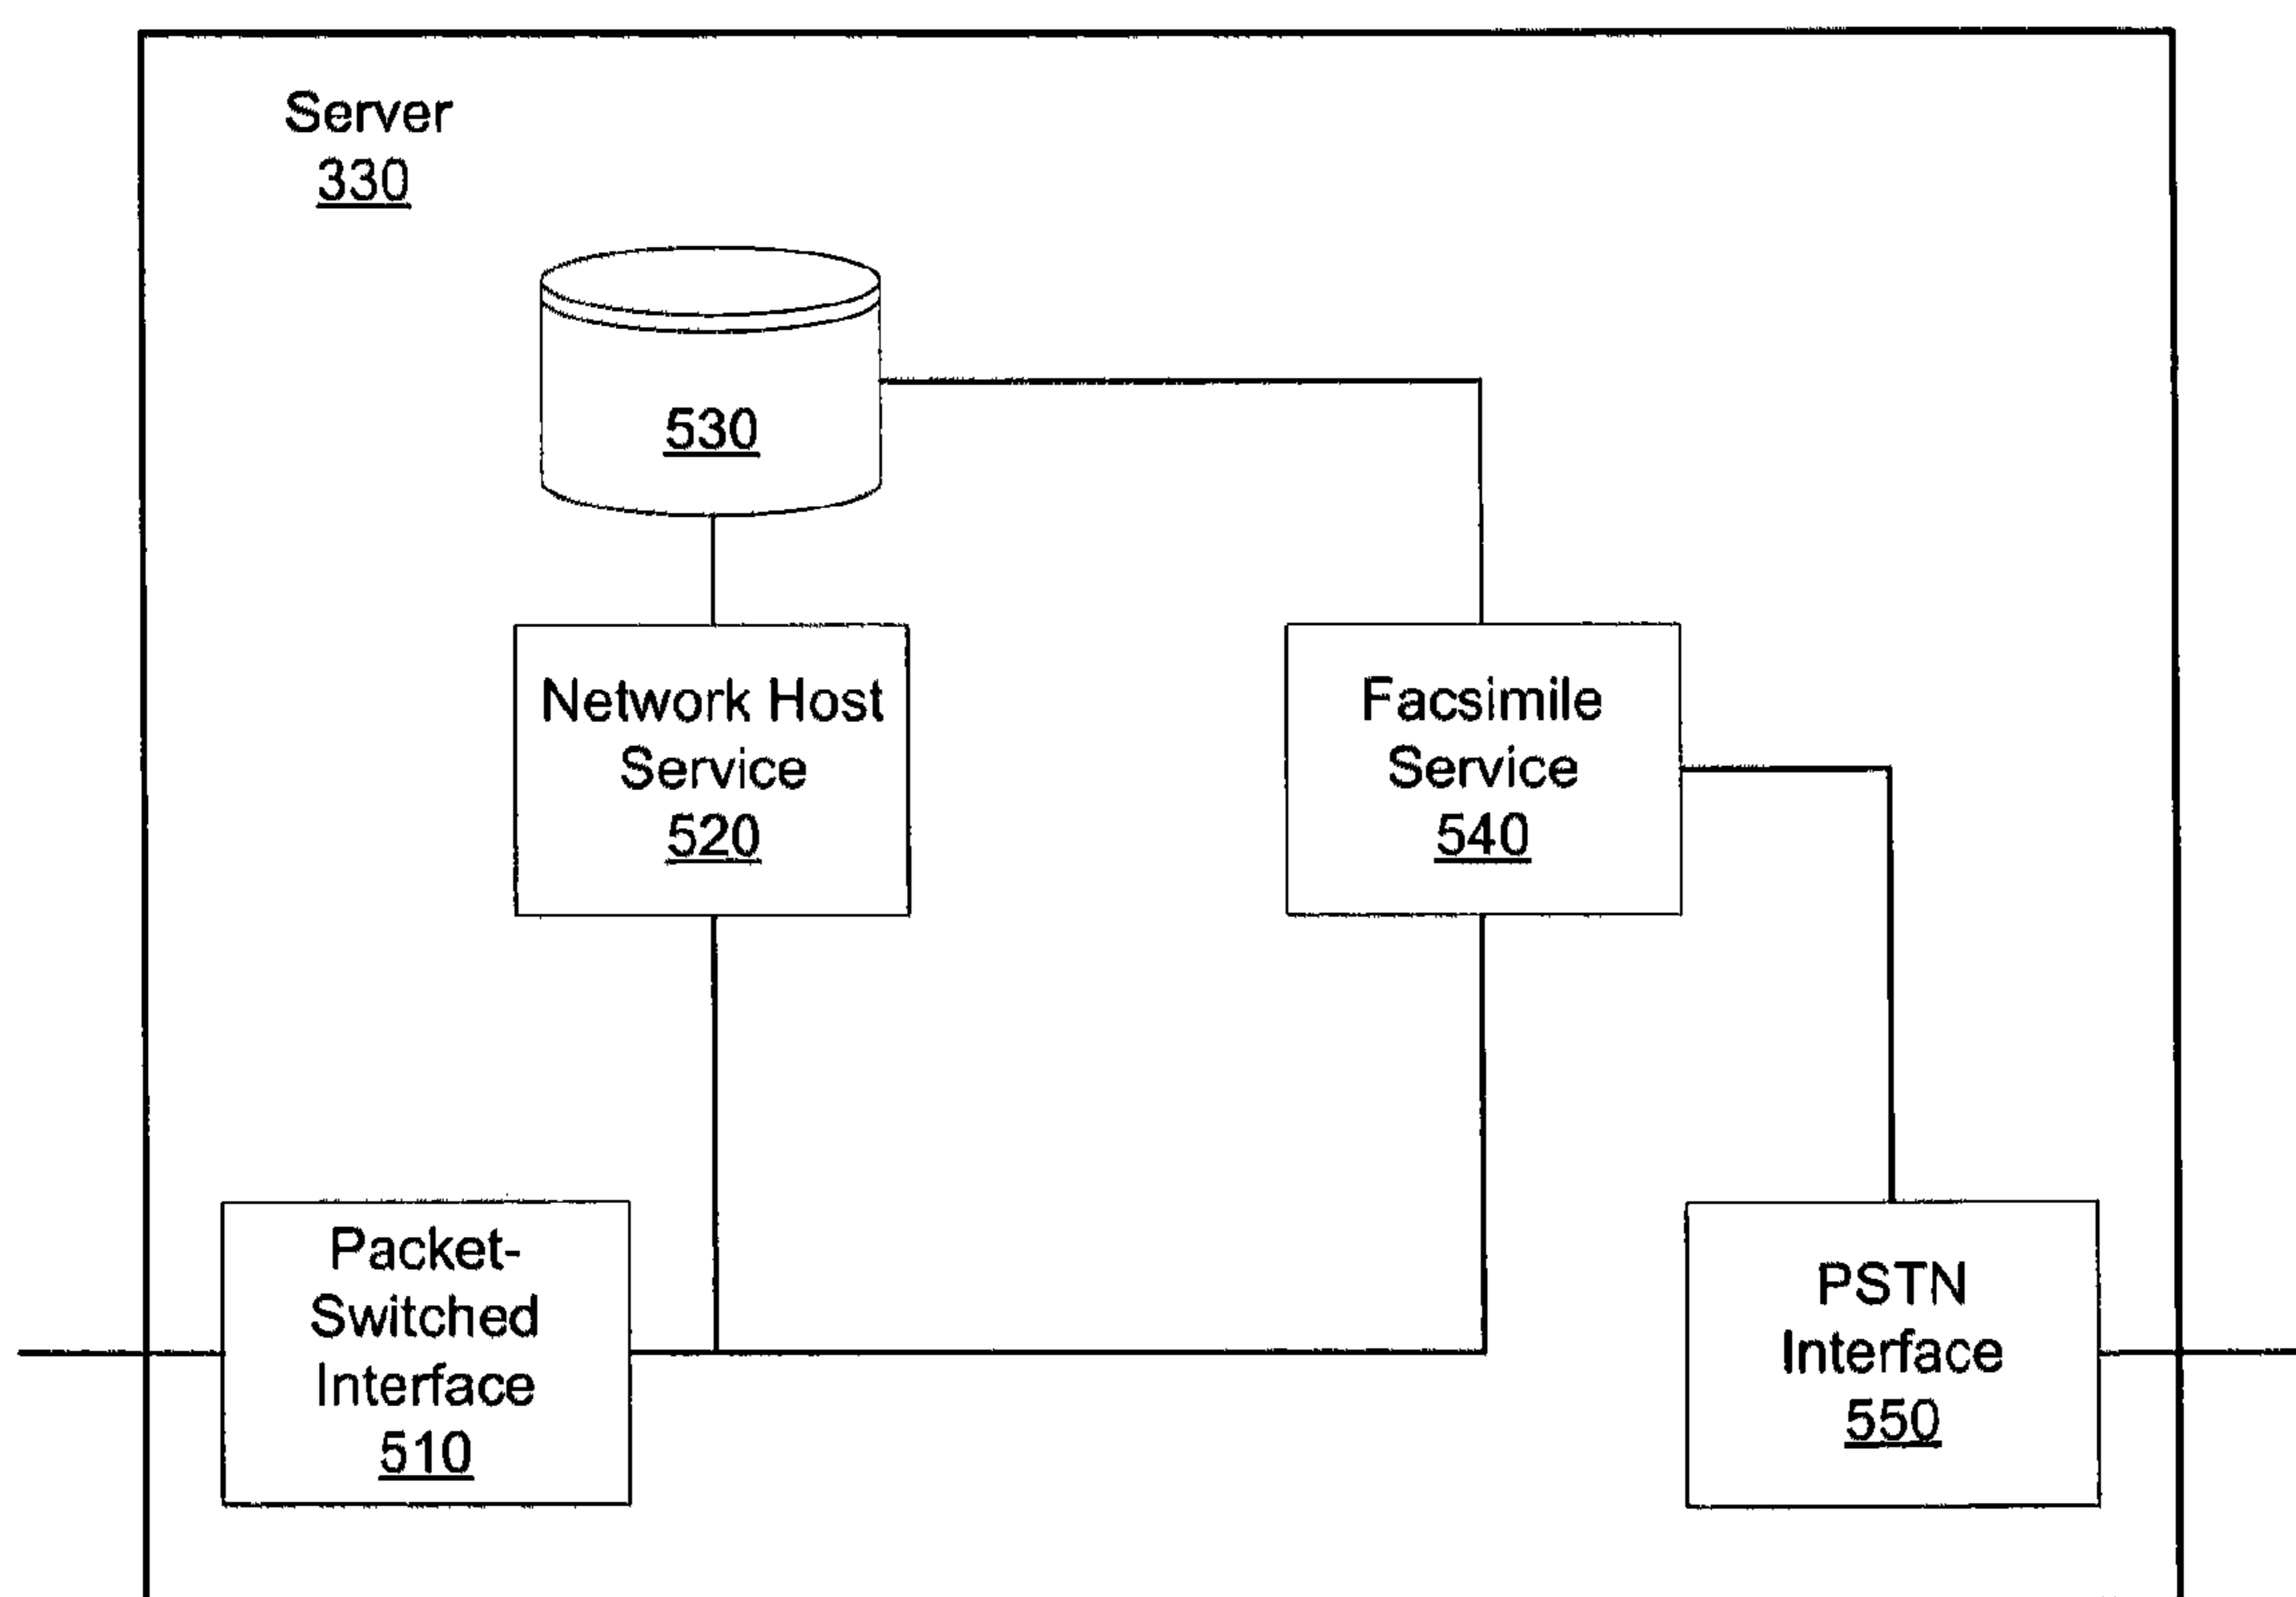 Server
330
530
Network Host
Service
520
Facsimile
Service
540
Packet-
Switched
Interface
510
PSTN
Interface
550